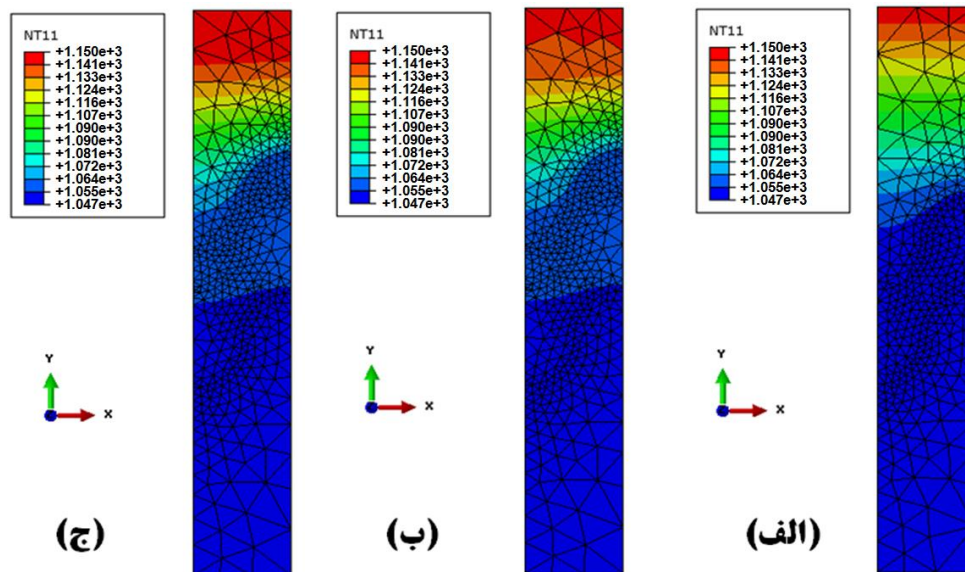 NT11
+1.150e+3
+1.141e+3
+1.133e+3
+1.124e+3
+1.116e+3
+1.107e+3
+1.090e+3
+1.090e+3
+1.081e+3
+1.072e+3
+1.064e+3
+1.055e+3
+1.047e+3
Y
X
(الف)
NT11
+1.150e+3
+1.141e+3
+1.133e+3
+1.124e+3
+1.116e+3
+1.107e+3
+1.090e+3
+1.090e+3
+1.081e+3
+1.072e+3
+1.064e+3
+1.055e+3
+1.047e+3
Y
X
(ب)
NT11
+1.150e+3
+1.141e+3
+1.133e+3
+1.124e+3
+1.116e+3
+1.107e+3
+1.090e+3
+1.090e+3
+1.081e+3
+1.072e+3
+1.064e+3
+1.055e+3
+1.047e+3
Y
X
(ج)